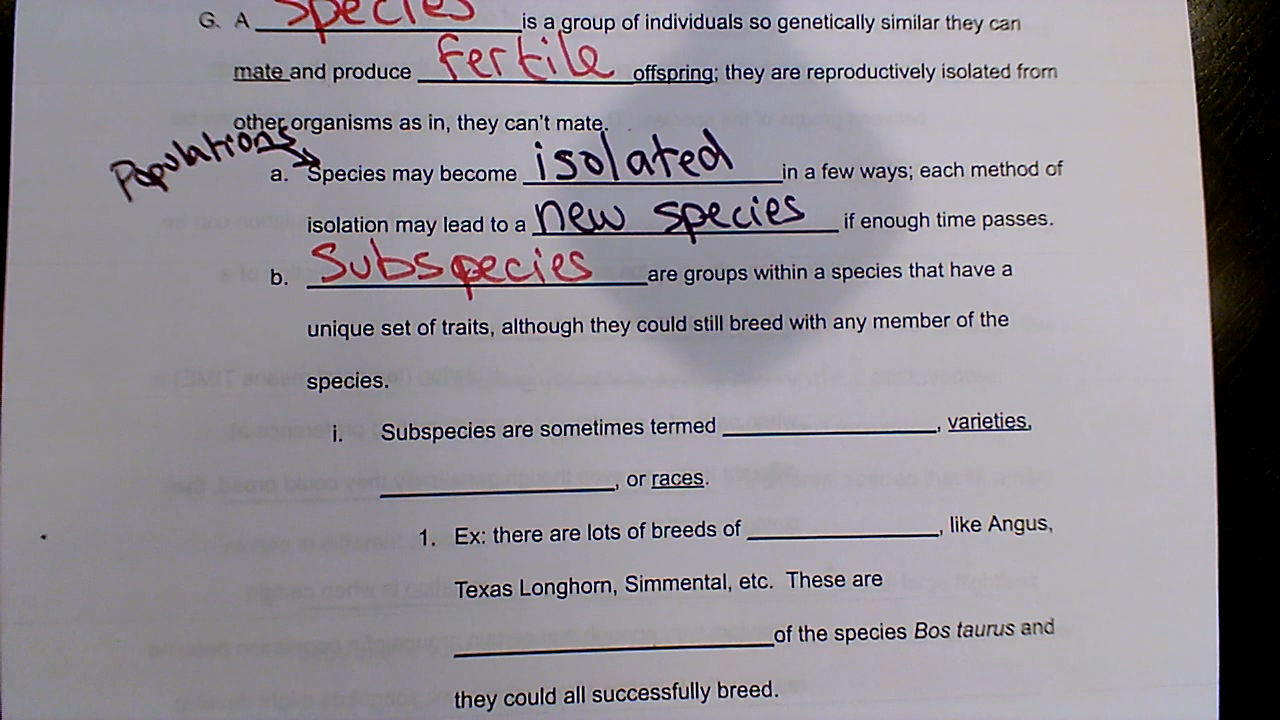 G. A species is a group of individuals so genetically similar they can
mate and produce fertile offspring; they are reproductively isolated from
other organisms as in, they can't mate.
Populations
a. Species may become isolated in a few ways; each method of
isolation may lead to a new species if enough time passes.
b. Subspecies are groups within a species that have a
unique set of traits, although they could still breed with any member of the
species.
i. Subspecies are sometimes termed ____________, varieties,
____________, or races.
1. Ex: there are lots of breeds of ____________, like Angus,
Texas Longhorn, Simmental, etc. These are
____________ of the species Bos taurus and
they could all successfully breed.